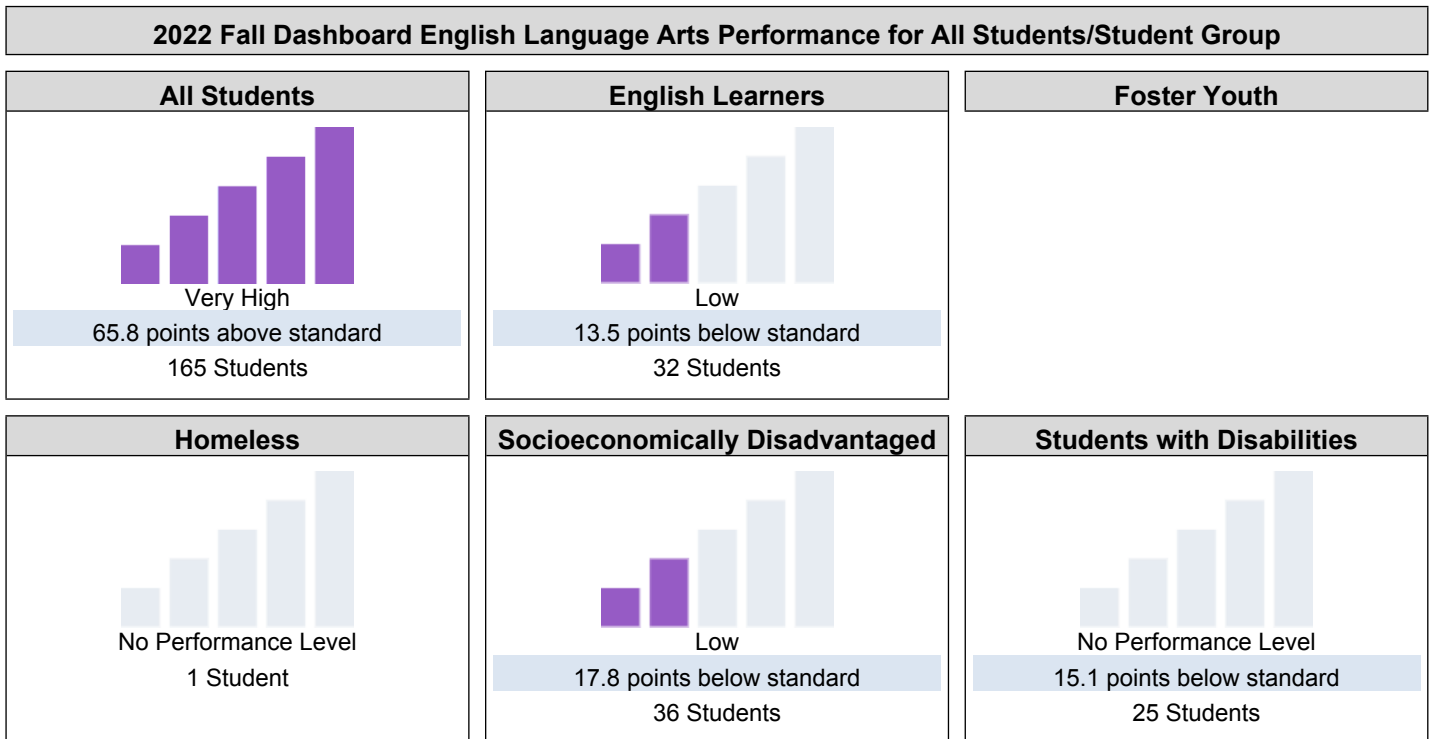 2022 Fall Dashboard English Language Arts Performance for All Students/Student Group
All Students
Very High
65.8 points above standard
165 Students
English Learners
Low
13.5 points below standard
32 Students
Foster Youth
Homeless
No Performance Level
1 Student
Socioeconomically Disadvantaged
Low
17.8 points below standard
36 Students
Students with Disabilities
No Performance Level
15.1 points below standard
25 Students